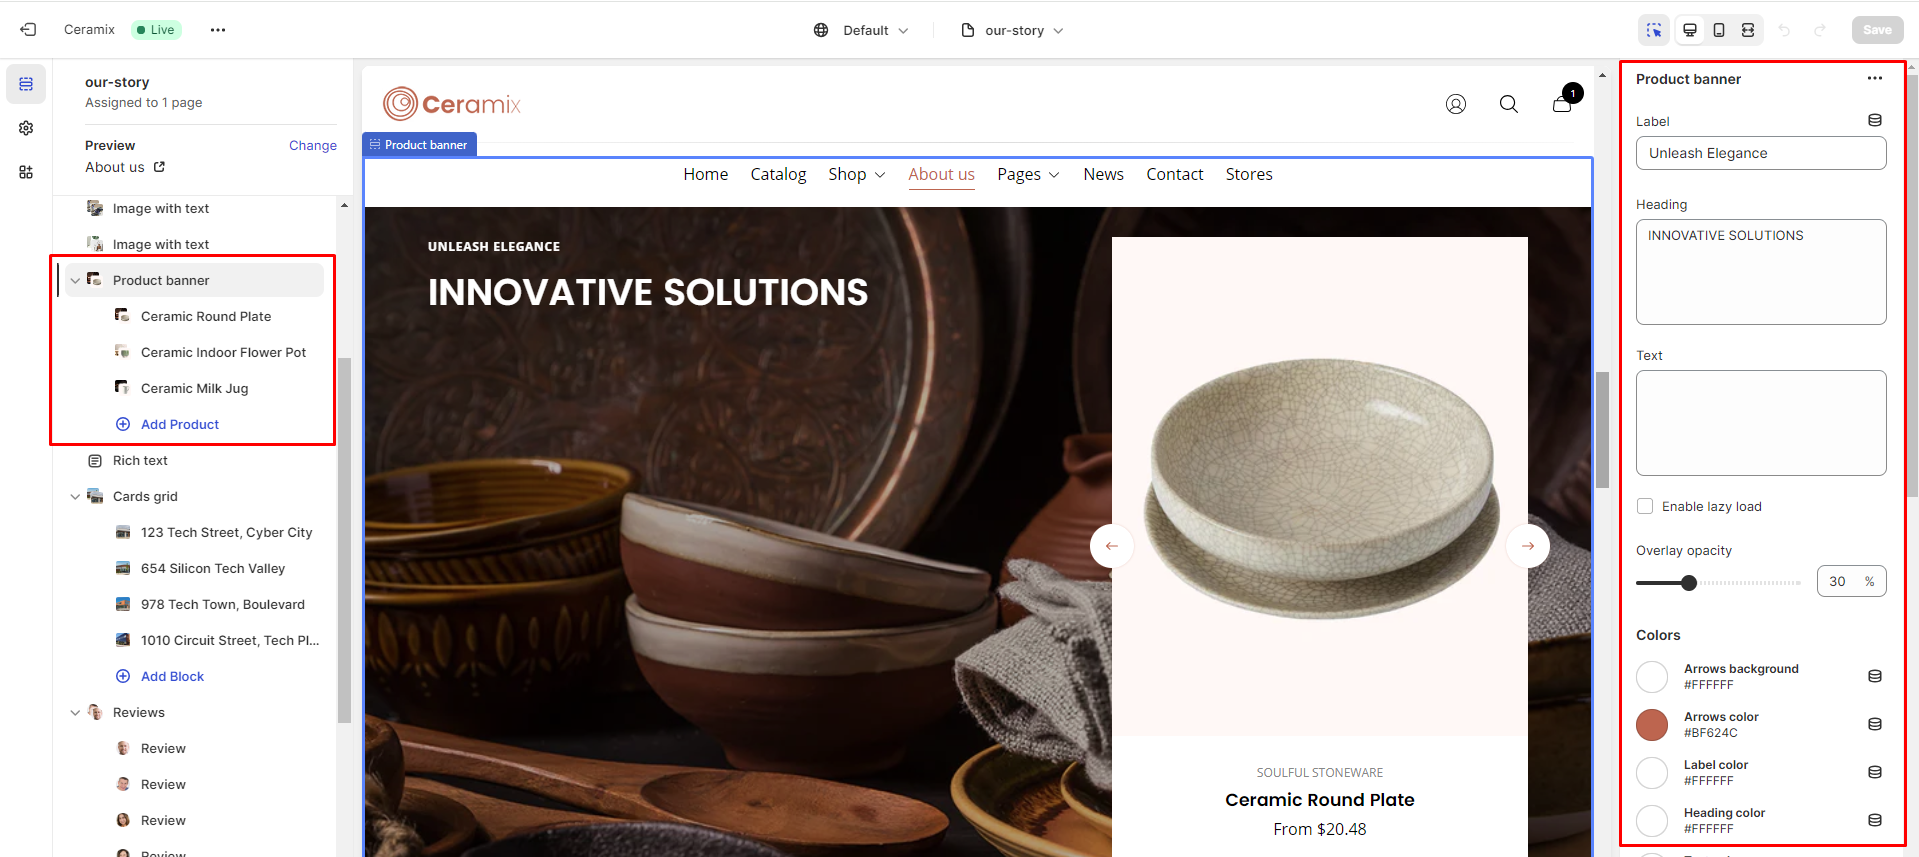 Ceramix
Live
Default
our-story
Save
our-story
Assigned to 1 page
Preview
Change
About us
Image with text
Image with text
Product banner
Ceramic Round Plate
Ceramic Indoor Flower Pot
Ceramic Milk Jug
Add Product
Rich text
Cards grid
123 Tech Street, Cyber City
654 Silicon Tech Valley
978 Tech Town, Boulevard
1010 Circuit Street, Tech Pl...
Add Block
Reviews
Review
Review
Review
Review
Ceramix
1
Product banner
Home
Catalog
Shop
About us
Pages
News
Contact
Stores
UNLEASH ELEGANCE
INNOVATIVE SOLUTIONS
SOULFUL STONEWARE
Ceramic Round Plate
From $20.48
Product banner
Label
Unleash Elegance
Heading
INNOVATIVE SOLUTIONS
Text
Enable lazy load
Overlay opacity
30 %
Colors
Arrows background
#FFFFFF
Arrows color
#BF624C
Label color
#FFFFFF
Heading color
#FFFFFF